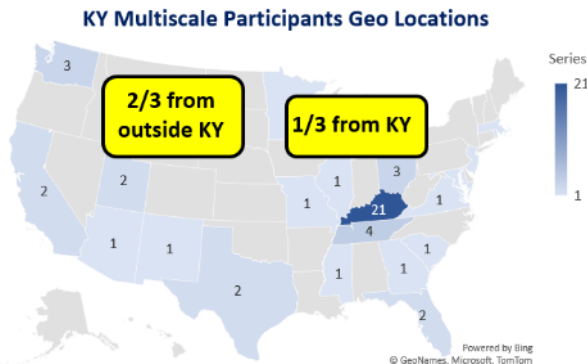 KY Multiscale Participants Geo Locations
Series
21
1
3
2/3 from
outside KY
1/3 from KY
3
2
2
1
1
21
1
4
1
1
1
1
1
2
2
Powered by Bing
© GeoNames, Microsoft, TomTom